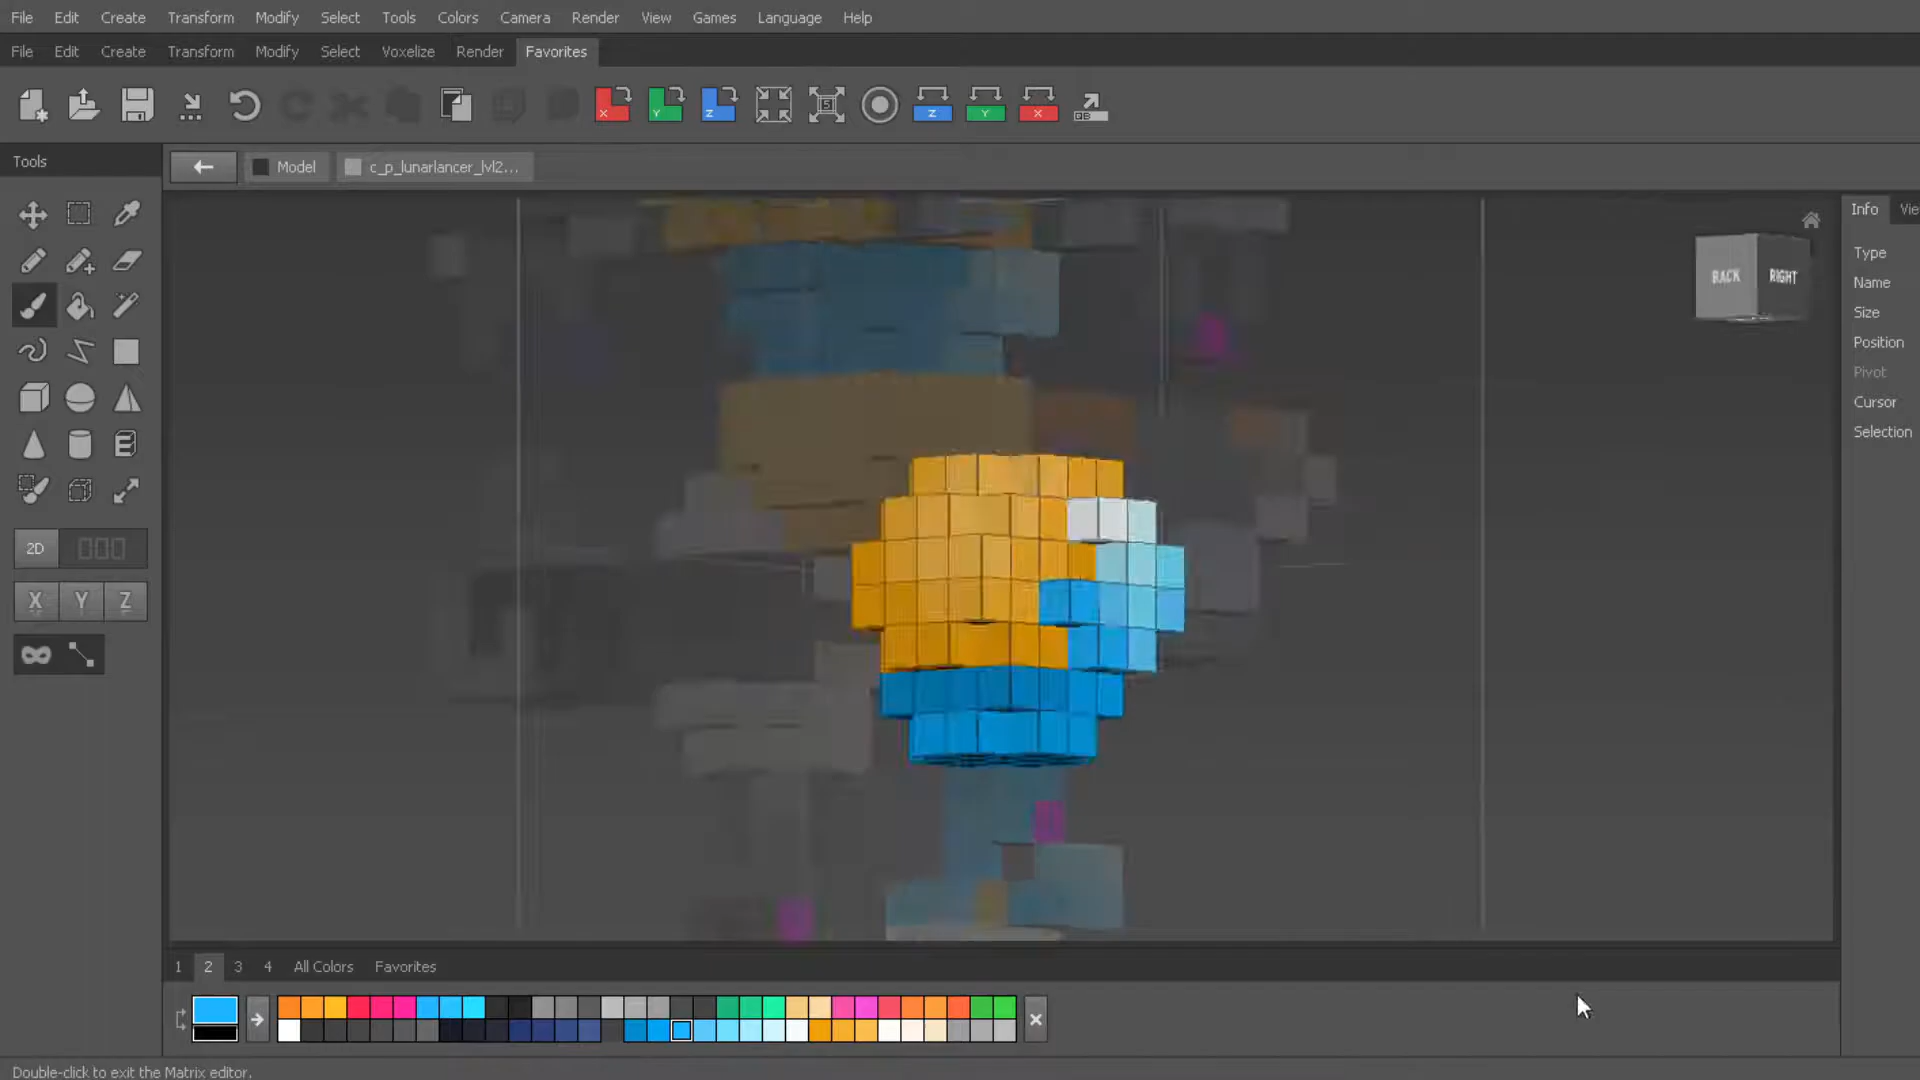 File Edit Create Transform Modify Select Tools Colors Camera Render View Games Language Help
File Edit Create Transform Modify Select Voxelize Render Favorites
X Y Z S Z Y X QB
Tools
Model c_p_lunarlancer_lvl2...
Info Vie
BACK RIGHT
Type
Name
Size
Position
Pivot
Cursor
Selection
2D
X Y Z
1 2 3 4 All Colors Favorites
Double-click to exit the Matrix editor.